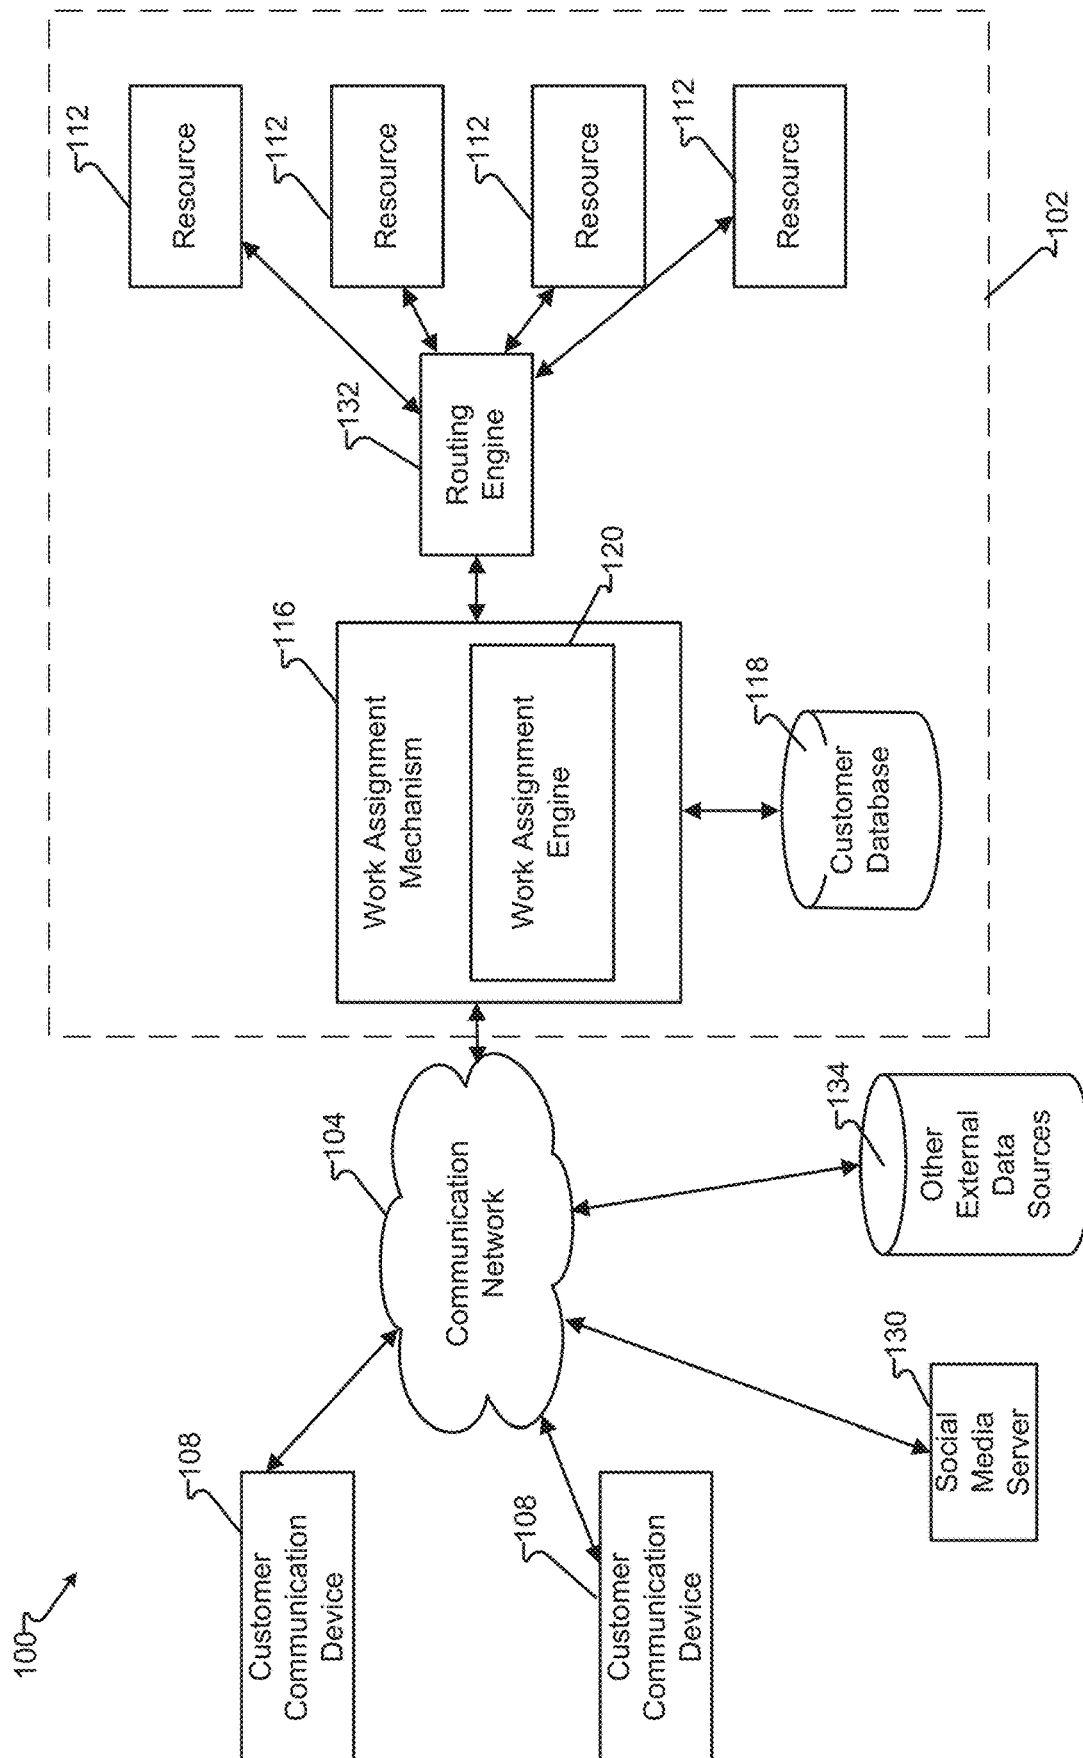 100
108
Customer
Communication
Device
108
Customer
Communication
Device
104
Communication
Network
130
Social
Media
Server
134
Other
External
Data
Sources
116
Work Assignment
Mechanism
120
Work Assignment
Engine
118
Customer
Database
132
Routing
Engine
112
Resource
112
Resource
112
Resource
112
Resource
102